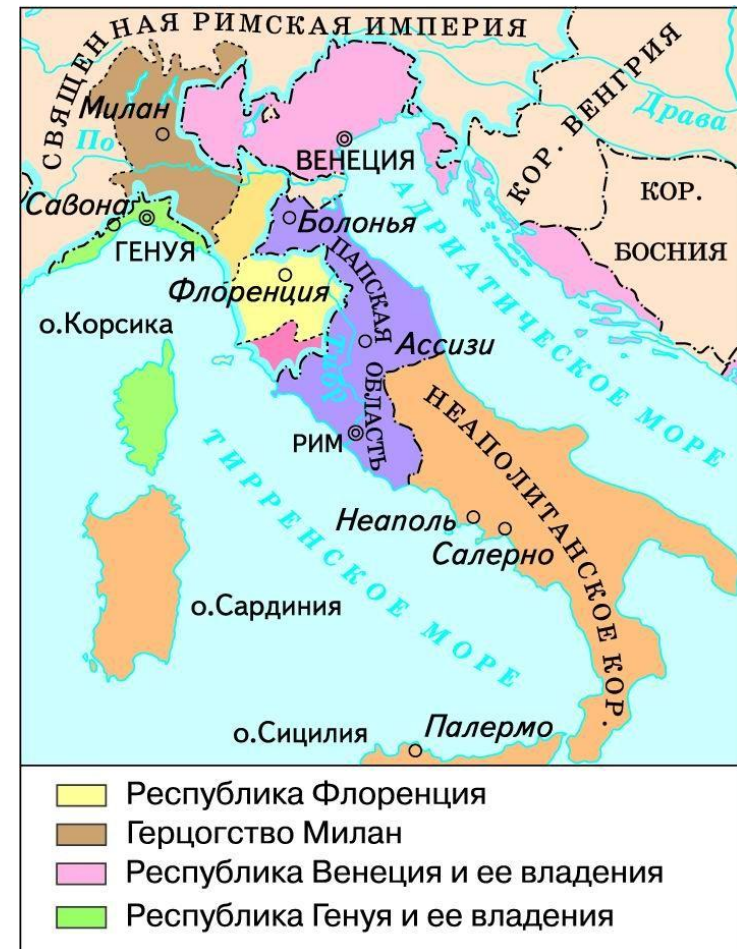 СВЯЩЕННАЯ РИМСКАЯ ИМПЕРИЯ
КОР. ВЕНГРИЯ
Драва
Милан
По
ВЕНЕЦИЯ
КОР.
БОСНИЯ
Савона
ГЕНУЯ
Болонья
АДРИАТИЧЕСКОЕ МОРЕ
ПАПСКАЯ ОБЛАСТЬ
Флоренция
о.Корсика
Тибр
Ассизи
РИМ
НЕАПОЛИТАНСКОЕ КОР.
ТИРРЕНСКОЕ МОРЕ
Неаполь
Салерно
о.Сардиния
о.Сицилия
Палермо
Республика Флоренция
Герцогство Милан
Республика Венеция и ее владения
Республика Генуя и ее владения